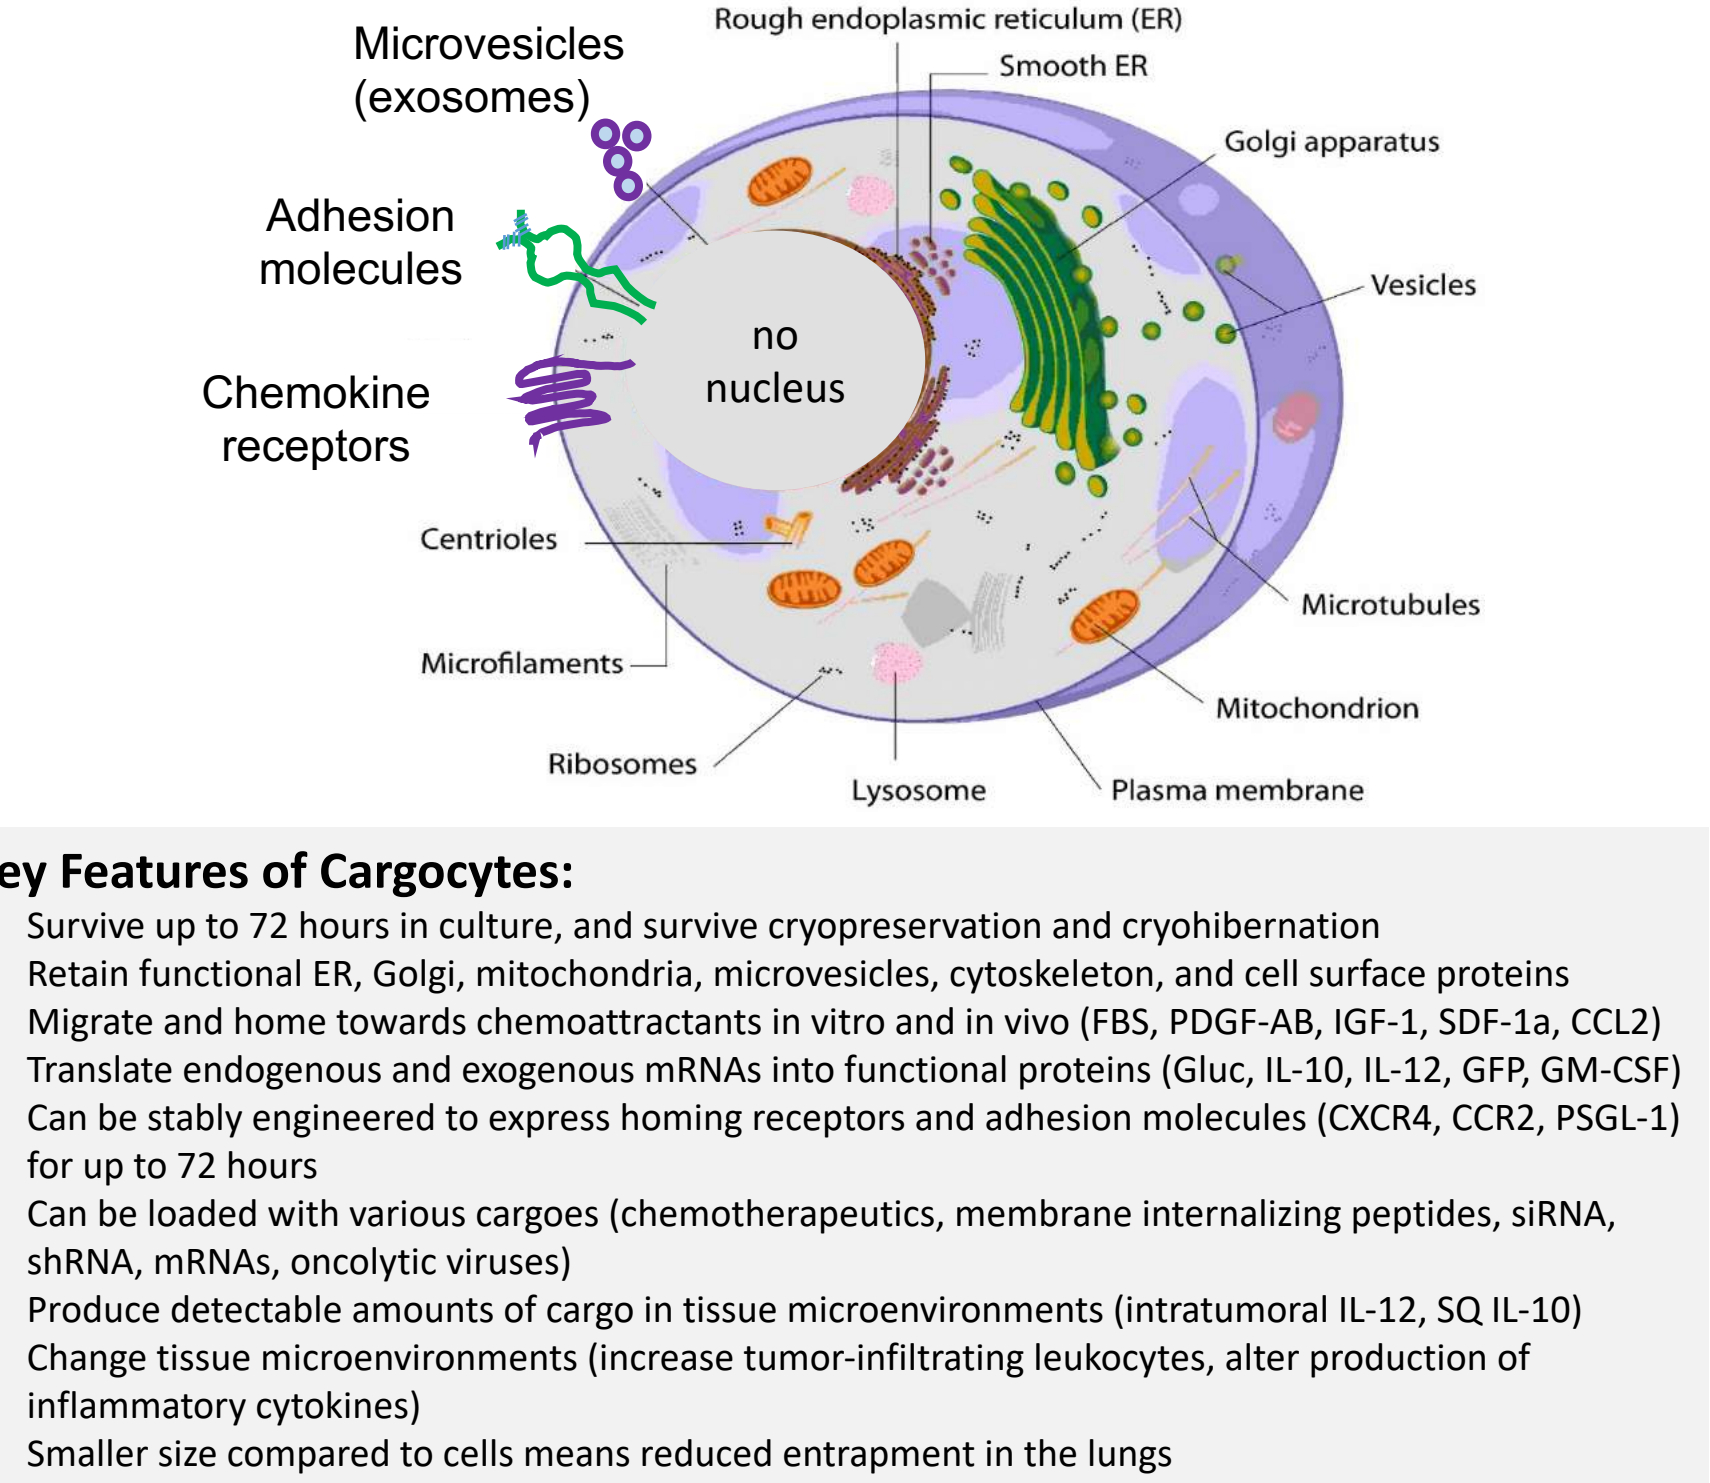 Rough endoplasmic reticulum (ER)
Smooth ER
Microvesicles
(exosomes)
Golgi apparatus
Adhesion
molecules
Vesicles
no
nucleus
Chemokine
receptors
Centrioles
Microtubules
Microfilaments
Mitochondrion
Ribosomes
Lysosome
Plasma membrane
ey Features of Cargocytes:
Survive up to 72 hours in culture, and survive cryopreservation and cryohibernation
Retain functional ER, Golgi, mitochondria, microvesicles, cytoskeleton, and cell surface proteins
Migrate and home towards chemoattractants in vitro and in vivo (FBS, PDGF-AB, IGF-1, SDF-1a, CCL2)
Translate endogenous and exogenous mRNAs into functional proteins (Gluc, IL-10, IL-12, GFP, GM-CSF)
Can be stably engineered to express homing receptors and adhesion molecules (CXCR4, CCR2, PSGL-1)
for up to 72 hours
Can be loaded with various cargoes (chemotherapeutics, membrane internalizing peptides, siRNA,
shRNA, mRNAs, oncolytic viruses)
Produce detectable amounts of cargo in tissue microenvironments (intratumoral IL-12, SQ IL-10)
Change tissue microenvironments (increase tumor-infiltrating leukocytes, alter production of
inflammatory cytokines)
Smaller size compared to cells means reduced entrapment in the lungs